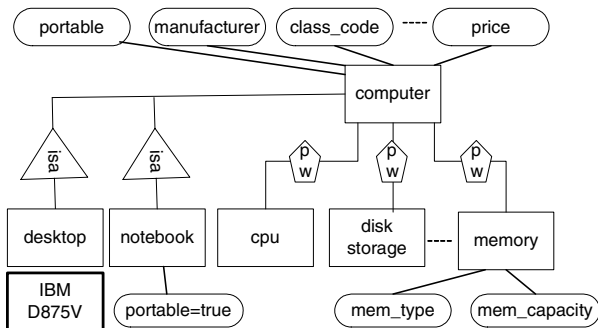 portable manufacturer class_code price
computer
isa isa p w p w p w
desktop notebook cpu disk storage memory
IBM D875V
portable=true mem_type mem_capacity